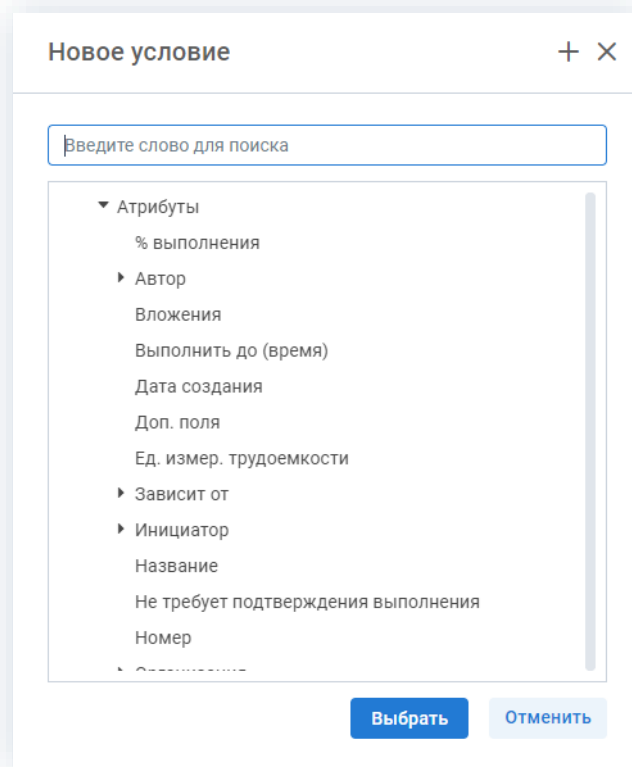 Новое условие
Введите слово для поиска
Атрибуты
% выполнения
Автор
Вложения
Выполнить до (время)
Дата создания
Доп. поля
Ед. измер. трудоемкости
Зависит от
Инициатор
Название
Не требует подтверждения выполнения
Номер
Выбрать
Отменить